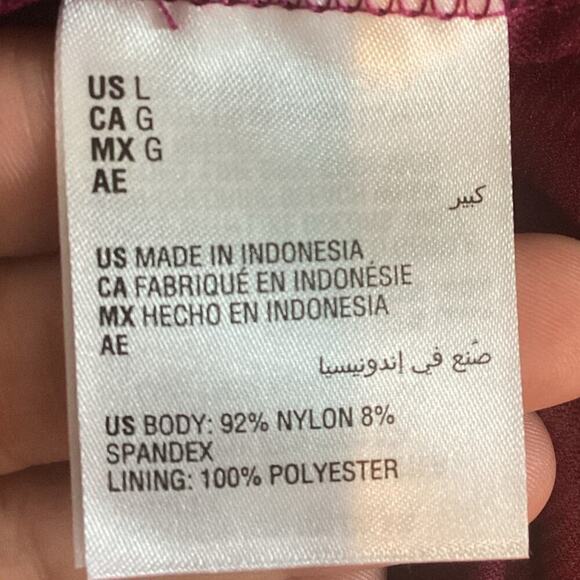 US L
CA G
MX G
AE
كبير
US MADE IN INDONESIA
CA FABRIQUÉ EN INDONÉSIE
MX HECHO EN INDONESIA
AE
صُنع في إندونيسيا
US BODY: 92% NYLON 8%
SPANDEX
LINING: 100% POLYESTER